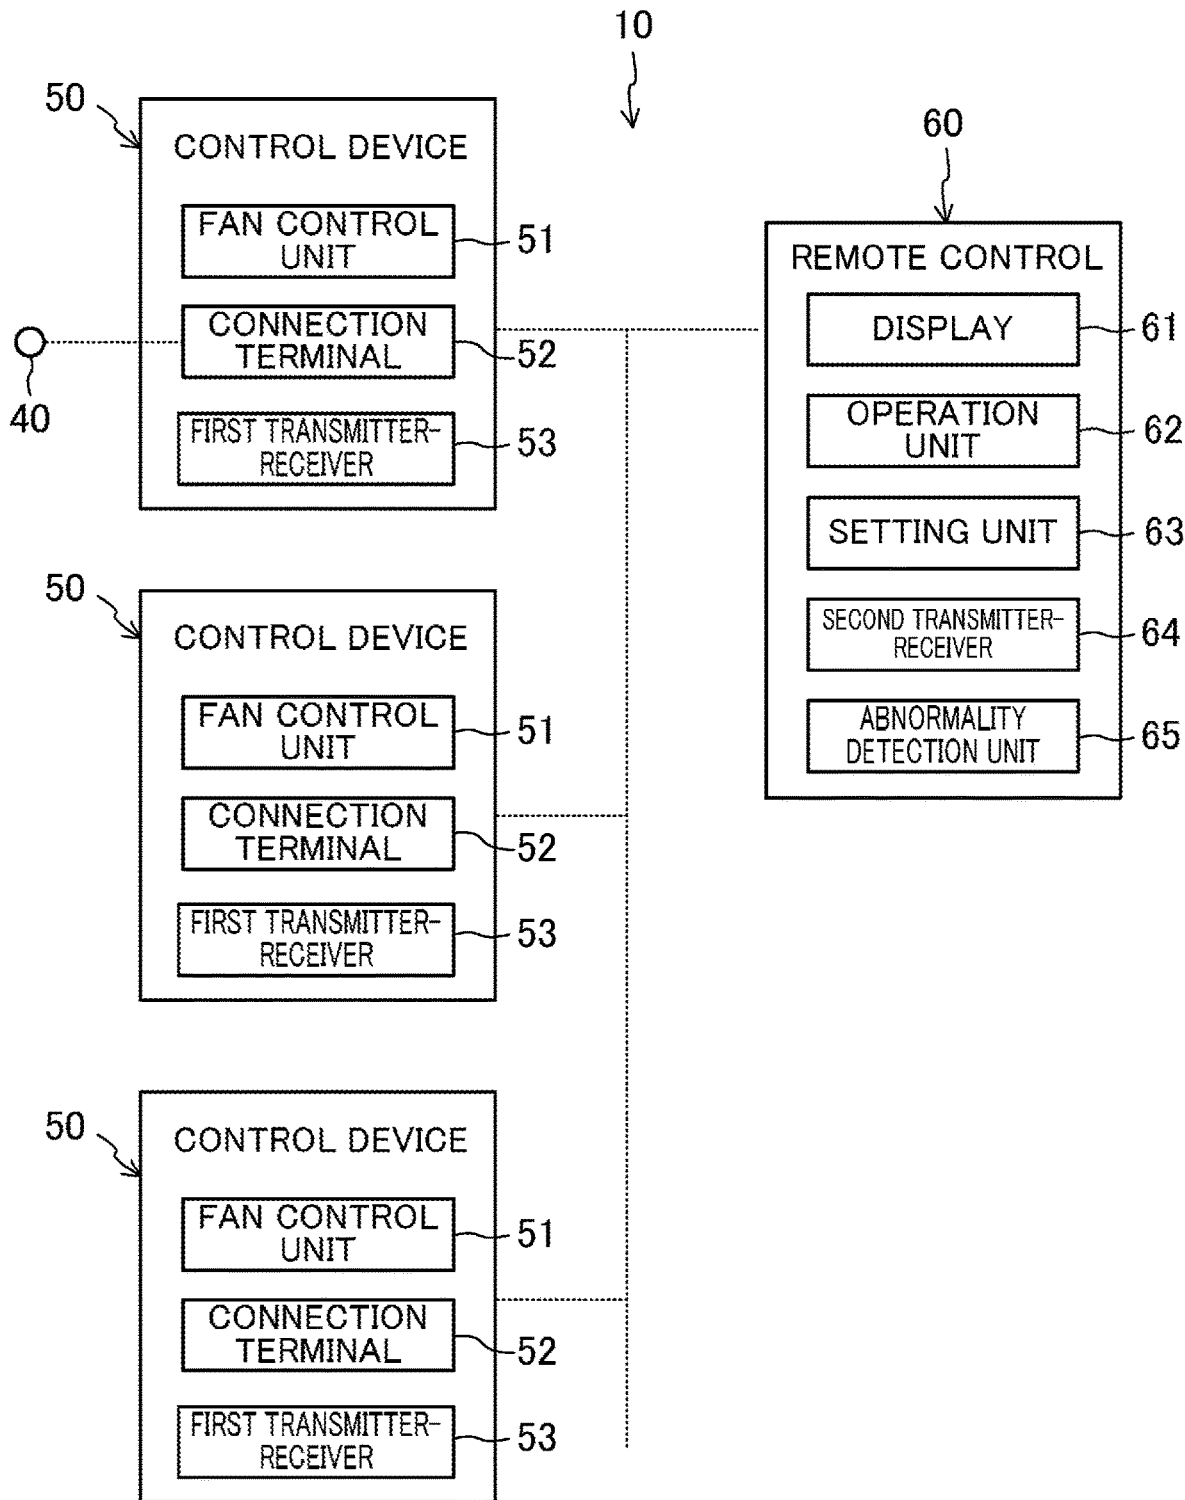 10
50
CONTROL DEVICE
FAN CONTROL
UNIT
51
CONNECTION
TERMINAL
52
40
FIRST TRANSMITTER-
RECEIVER
53
60
REMOTE CONTROL
DISPLAY
61
OPERATION
UNIT
62
SETTING UNIT
63
SECOND TRANSMITTER-
RECEIVER
64
ABNORMALITY
DETECTION UNIT
65
50
CONTROL DEVICE
FAN CONTROL
UNIT
51
CONNECTION
TERMINAL
52
FIRST TRANSMITTER-
RECEIVER
53
50
CONTROL DEVICE
FAN CONTROL
UNIT
51
CONNECTION
TERMINAL
52
FIRST TRANSMITTER-
RECEIVER
53